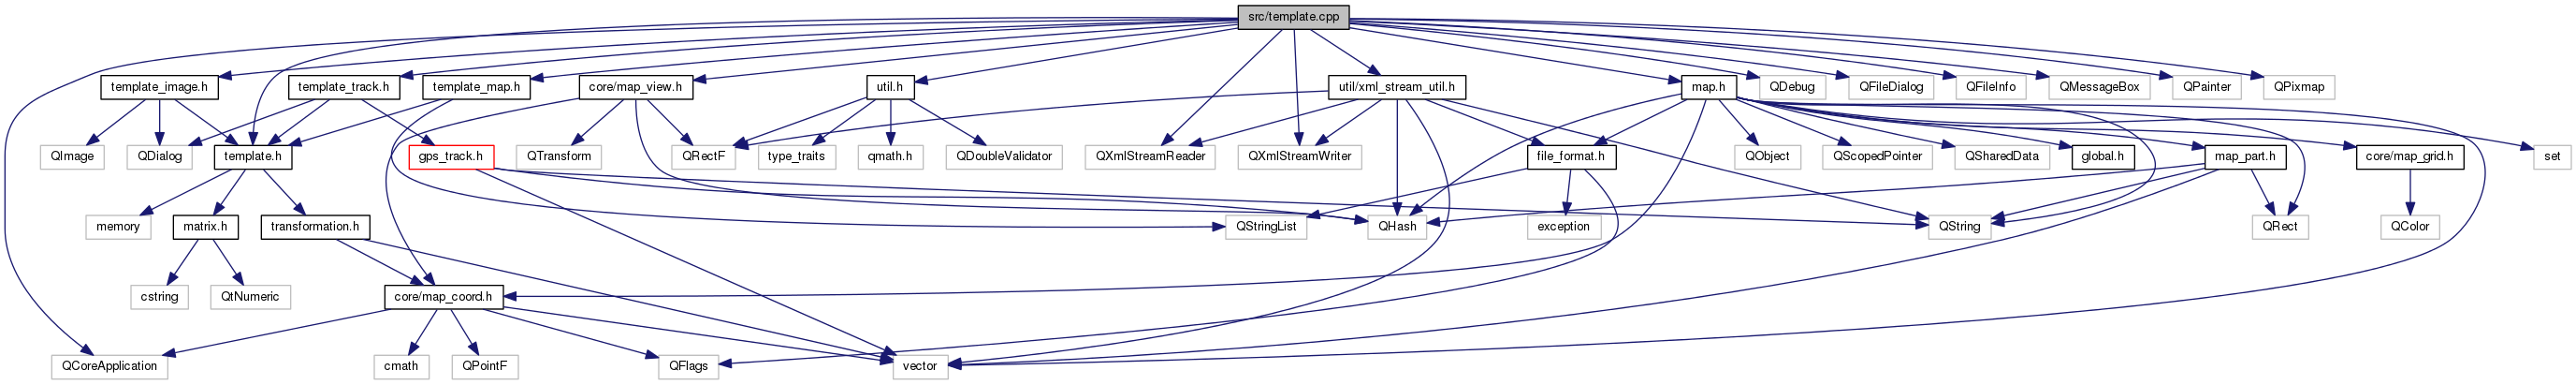 src/template.cpp
template_image.h
template_track.h
template_map.h
core/map_view.h
util.h
util/xml_stream_util.h
map.h
QDebug
QFileDialog
QFileInfo
QMessageBox
QPainter
QPixmap
QImage
QDialog
template.h
gps_track.h
QTransform
QRectF
type_traits
qmath.h
QDoubleValidator
QXmlStreamReader
QXmlStreamWriter
file_format.h
QObject
QScopedPointer
QSharedData
global.h
map_part.h
core/map_grid.h
set
memory
matrix.h
transformation.h
QStringList
QHash
exception
QString
QRect
QColor
cstring
QtNumeric
core/map_coord.h
QCoreApplication
cmath
QPointF
QFlags
vector